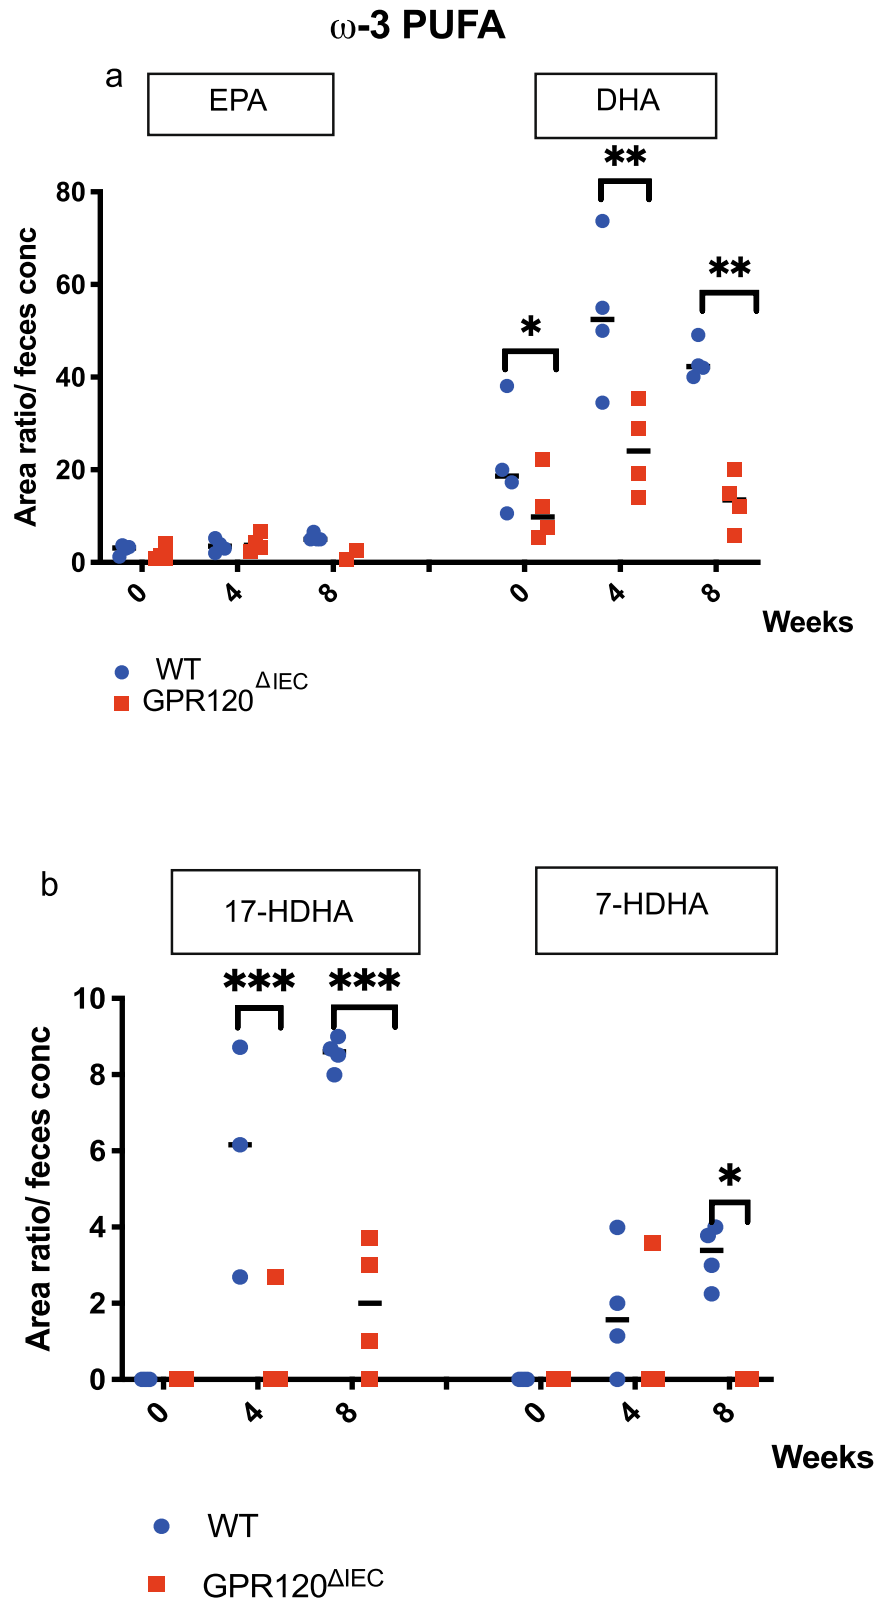 ω-3 PUFA
a
EPA
DHA
**
**
*
80
60
40
20
0
Area ratio/ feces conc
0
4
8
0
4
8
Weeks
WT
GPR120 ΔIEC
b
17-HDHA
7-HDHA
***
***
*
10
8
6
4
2
0
Area ratio/ feces conc
0
4
8
0
4
8
Weeks
WT
GPR120ΔIEC